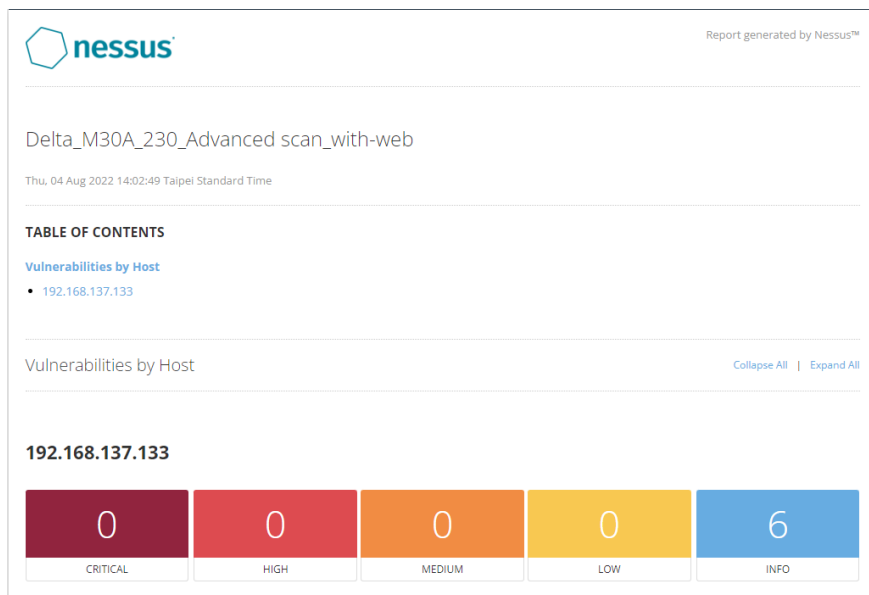 nessus
Report generated by Nessus™
Delta_M30A_230_Advanced scan_with-web
Thu, 04 Aug 2022 14:02:49 Taipei Standard Time
TABLE OF CONTENTS
Vulnerabilities by Host
• 192.168.137.133
Vulnerabilities by Host
Collapse All | Expand All
192.168.137.133
0 0 0 0 6
CRITICAL HIGH MEDIUM LOW INFO